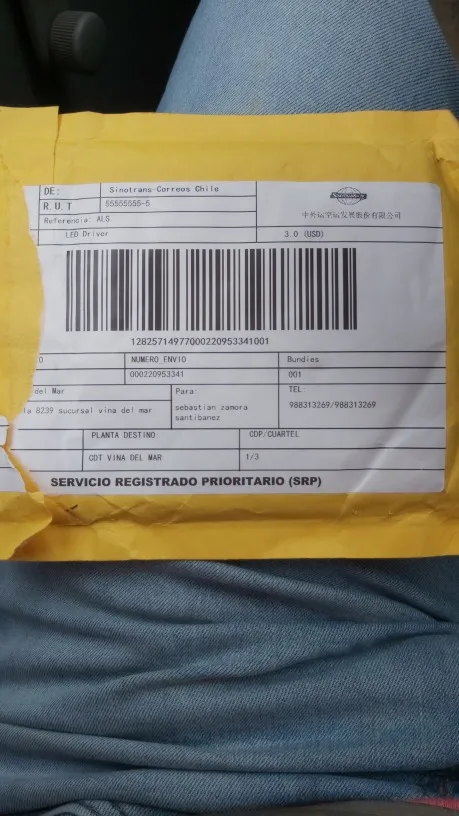 DE: Sinotrans-Correos Chile
R.U.T 55555555-5
Referencia: ALS
中外运空运发展股份有限公司
LED Driver 3.0 (USD)
12825714977000220953341001
O NUMERO ENVIO Bundies
000220953341 001
del Mar Para: TEL:
la 8239 sucursal vina del mar sebastian zamora santibanez 988313269/988313269
PLANTA DESTINO CDP/CUARTEL
CDT VINA DEL MAR 1/3
SERVICIO REGISTRADO PRIORITARIO (SRP)